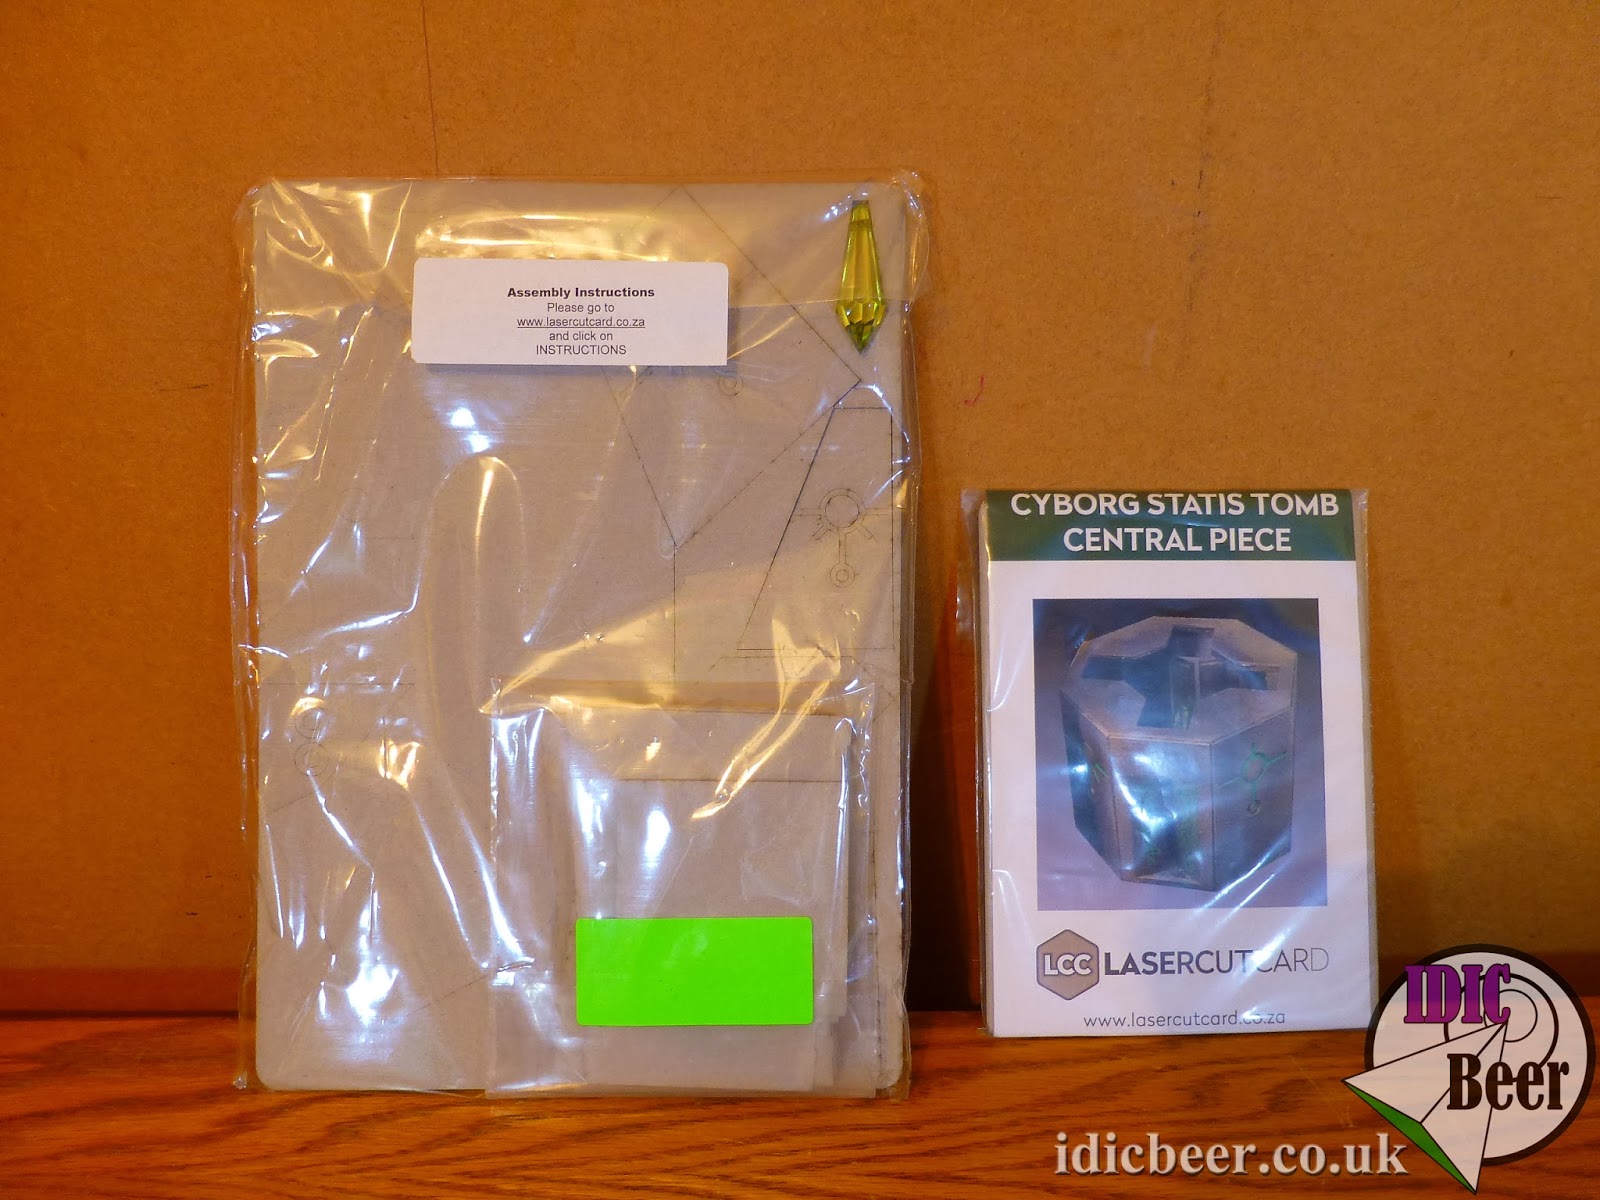 Assembly Instructions
Please go to
www.lasercutcard.co.za
and click on
INSTRUCTIONS
CYBORG STATIS TOMB
CENTRAL PIECE
LCC LASERCUTCARD
www.lasercutcard.co.za
IDIC
Beer
idicbeer.co.uk